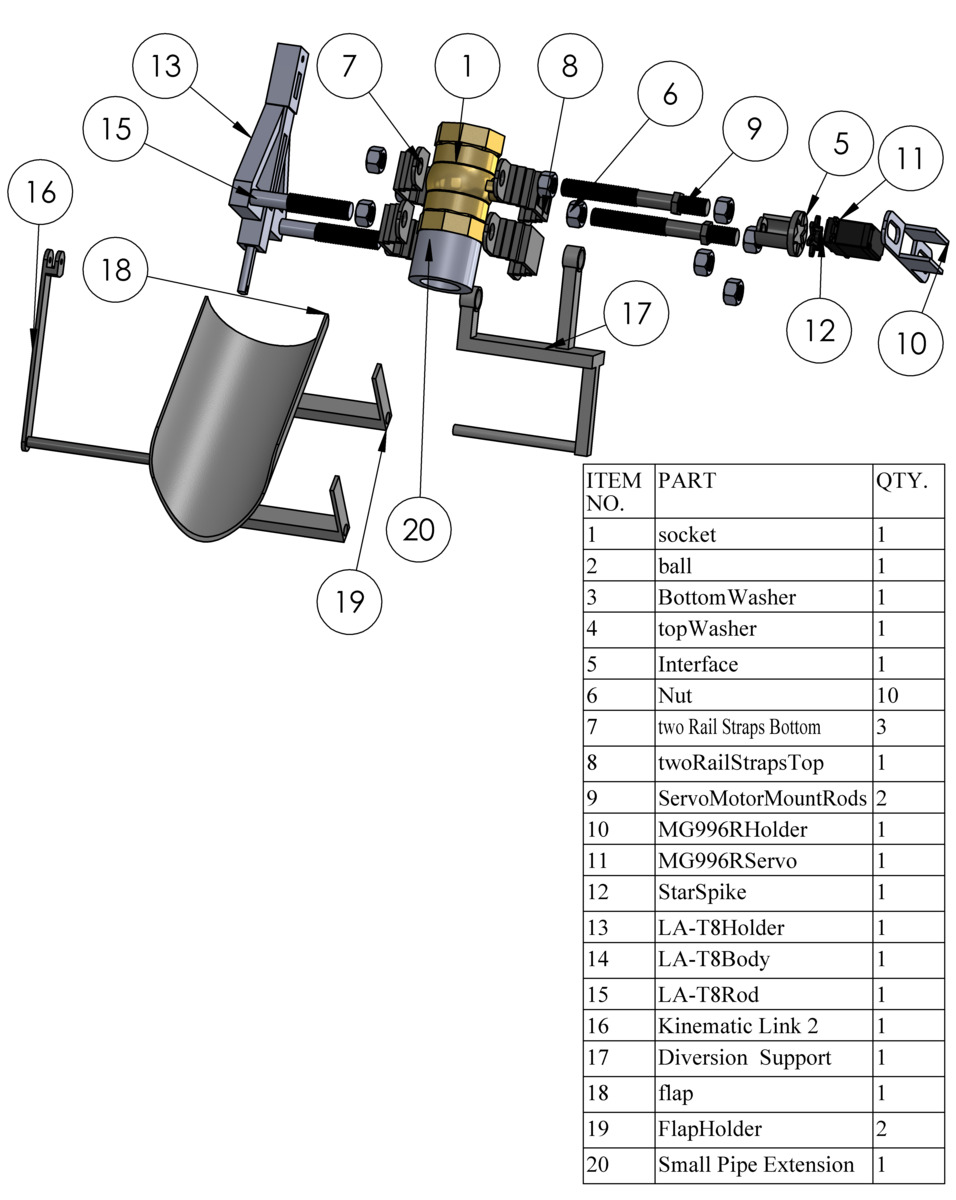 13
7
1
8
6
9
5
11
15
16
18
17
12
10
20
19
ITEM NO. PART QTY.
1 socket 1
2 ball 1
3 BottomWasher 1
4 topWasher 1
5 Interface 1
6 Nut 10
7 two Rail Straps Bottom 3
8 twoRailStrapsTop 1
9 ServoMotorMountRods 2
10 MG996RHolder 1
11 MG996RServo 1
12 StarSpike 1
13 LA-T8Holder 1
14 LA-T8Body 1
15 LA-T8Rod 1
16 Kinematic Link 2 1
17 Diversion Support 1
18 flap 1
19 FlapHolder 2
20 Small Pipe Extension 1